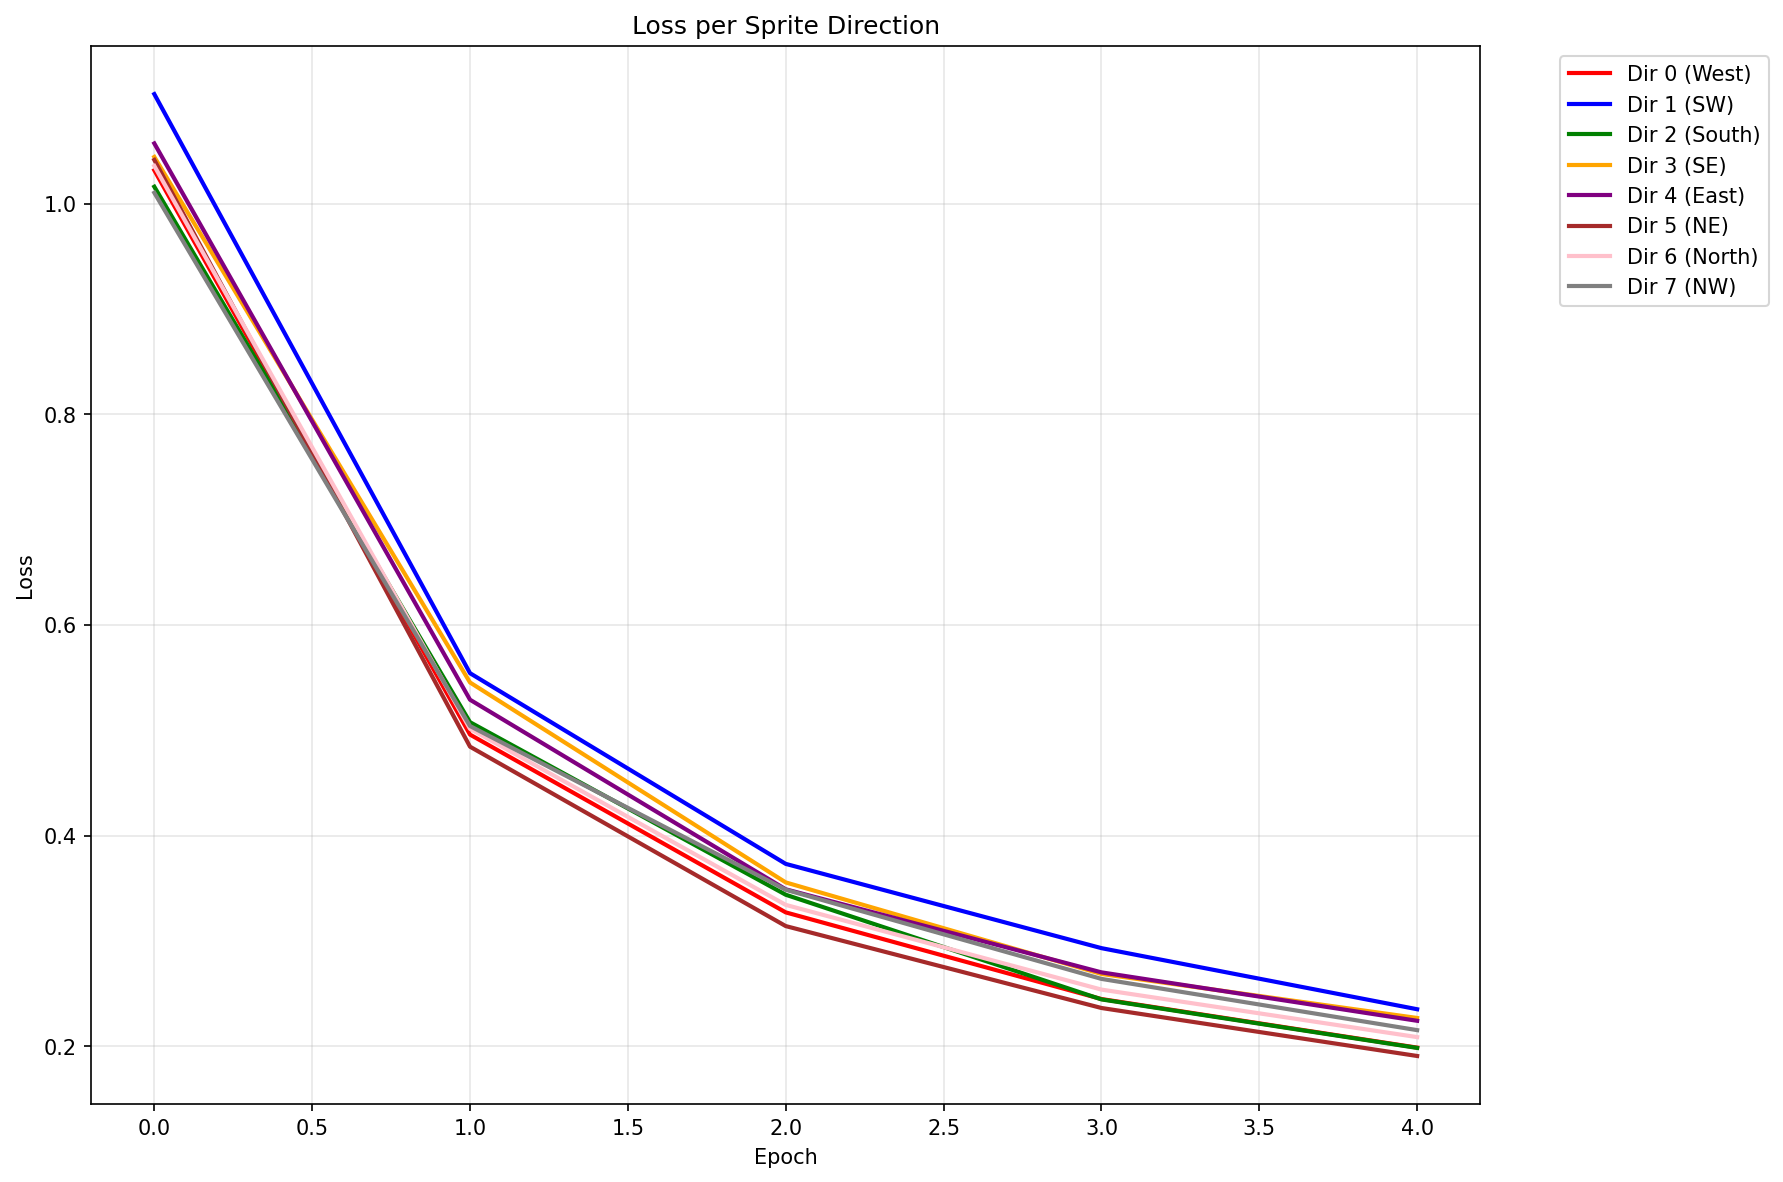 Loss per Sprite Direction
Dir 0 (West)
Dir 1 (SW)
Dir 2 (South)
Dir 3 (SE)
Dir 4 (East)
Dir 5 (NE)
Dir 6 (North)
Dir 7 (NW)
Loss
1.0
0.8
0.6
0.4
0.2
0.0 0.5 1.0 1.5 2.0 2.5 3.0 3.5 4.0
Epoch